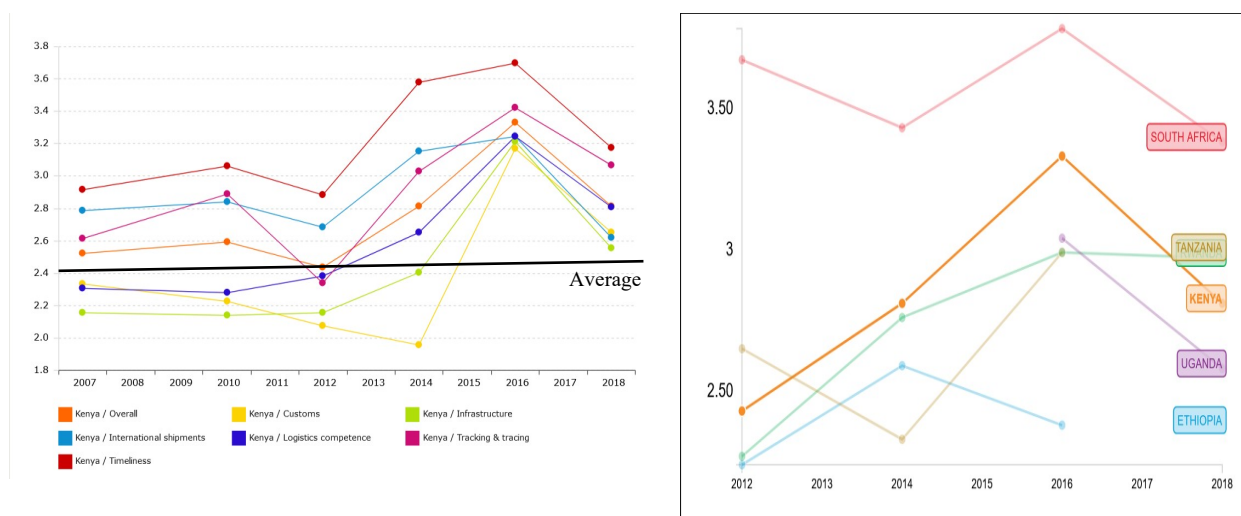 3.8
3.6
3.4
3.2
3.0
2.8
2.6
2.4
2.2
2.0
1.8
Average
2007 2008 2009 2010 2011 2012 2013 2014 2015 2016 2017 2018
Kenya / Overall Kenya / Customs Kenya / Infrastructure
Kenya / International shipments Kenya / Logistics competence Kenya / Tracking & tracing
Kenya / Timeliness
3.50
3
2.50
SOUTH AFRICA
TANZANIA
KENYA
UGANDA
ETHIOPIA
2012 2013 2014 2015 2016 2017 2018